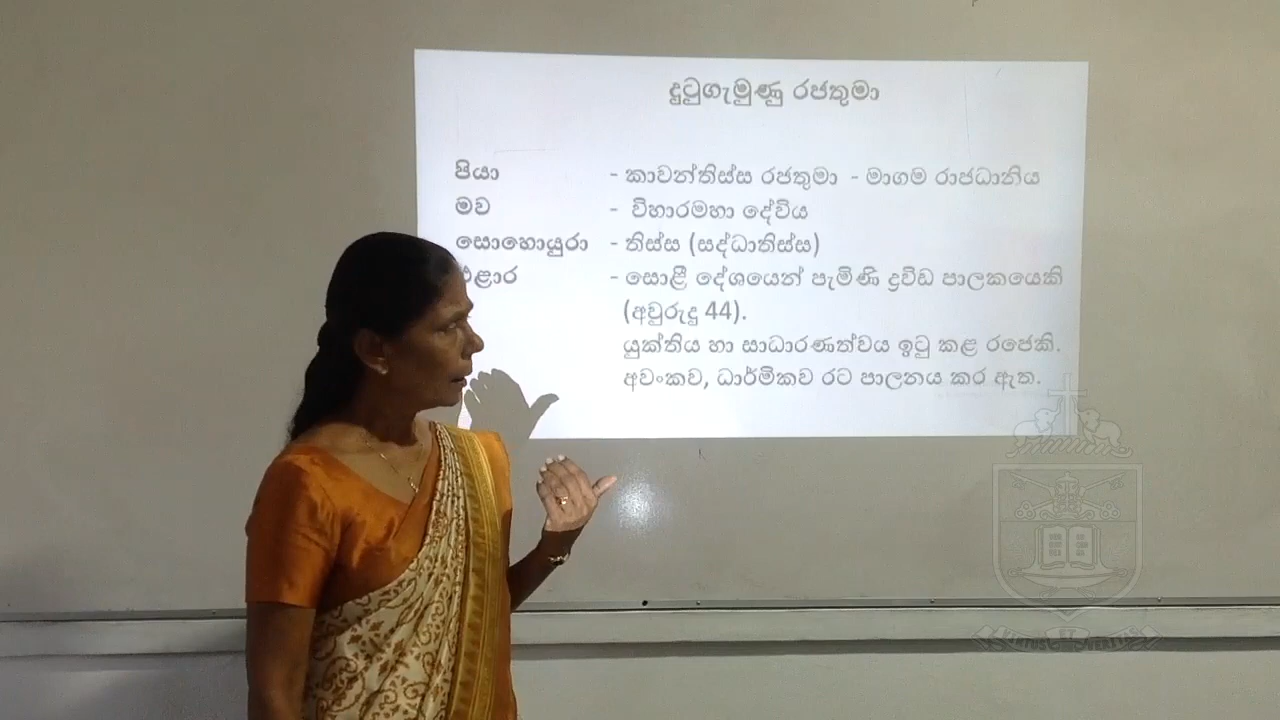 දුටුගැමුණු රජතුමා
පියා - කාවන්තිස්ස රජතුමා - මාගම රාජධානිය
මව - විහාරමහා දේවිය
සොහොයුරා - තිස්ස (සද්ධාතිස්ස)
එළාර - සොළී දේශයෙන් පැමිණි ද්‍රවිඩ පාලකයෙකි
(අවුරුදු 44).
යුක්තිය හා සාධාරණත්වය ඉටු කළ රජෙකි.
අවංකව, ධාර්මිකව රට පාලනය කර ඇත.